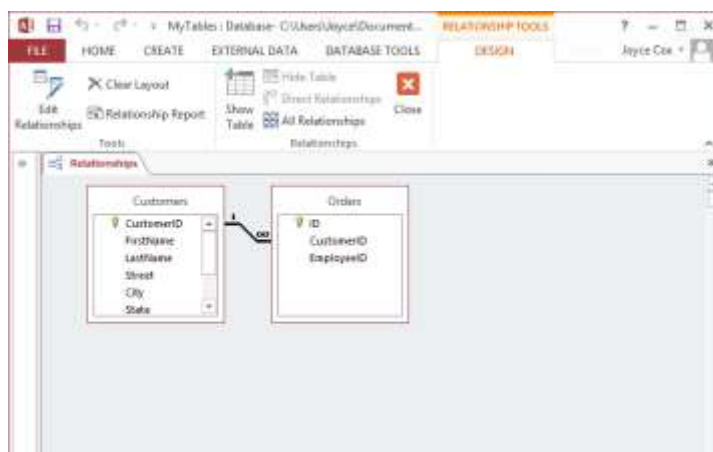 MyTables : Database- C:\Users\Joyce\Document... RELATIONSHIP TOOLS ? – □ X
FILE HOME CREATE EXTERNAL DATA DATABASE TOOLS DESIGN Joyce Cox
Edit Relationships
Clear Layout
Relationship Report
Tools
Show Table
Hide Table
Direct Relationships
All Relationships
Close
Relationships
Relationships
Customers
CustomerID
FirstName
LastName
Street
City
State
1
∞
Orders
ID
CustomerID
EmployeeID